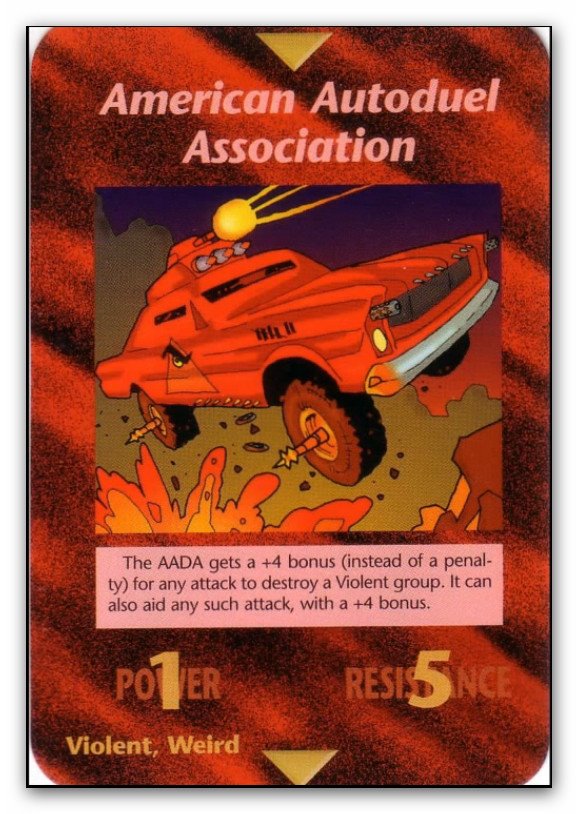 American Autoduel
Association
The AADA gets a +4 bonus (instead of a penal-
ty) for any attack to destroy a Violent group. It can
also aid any such attack, with a +4 bonus.
POWER 1 RESISTANCE 5
Violent, Weird